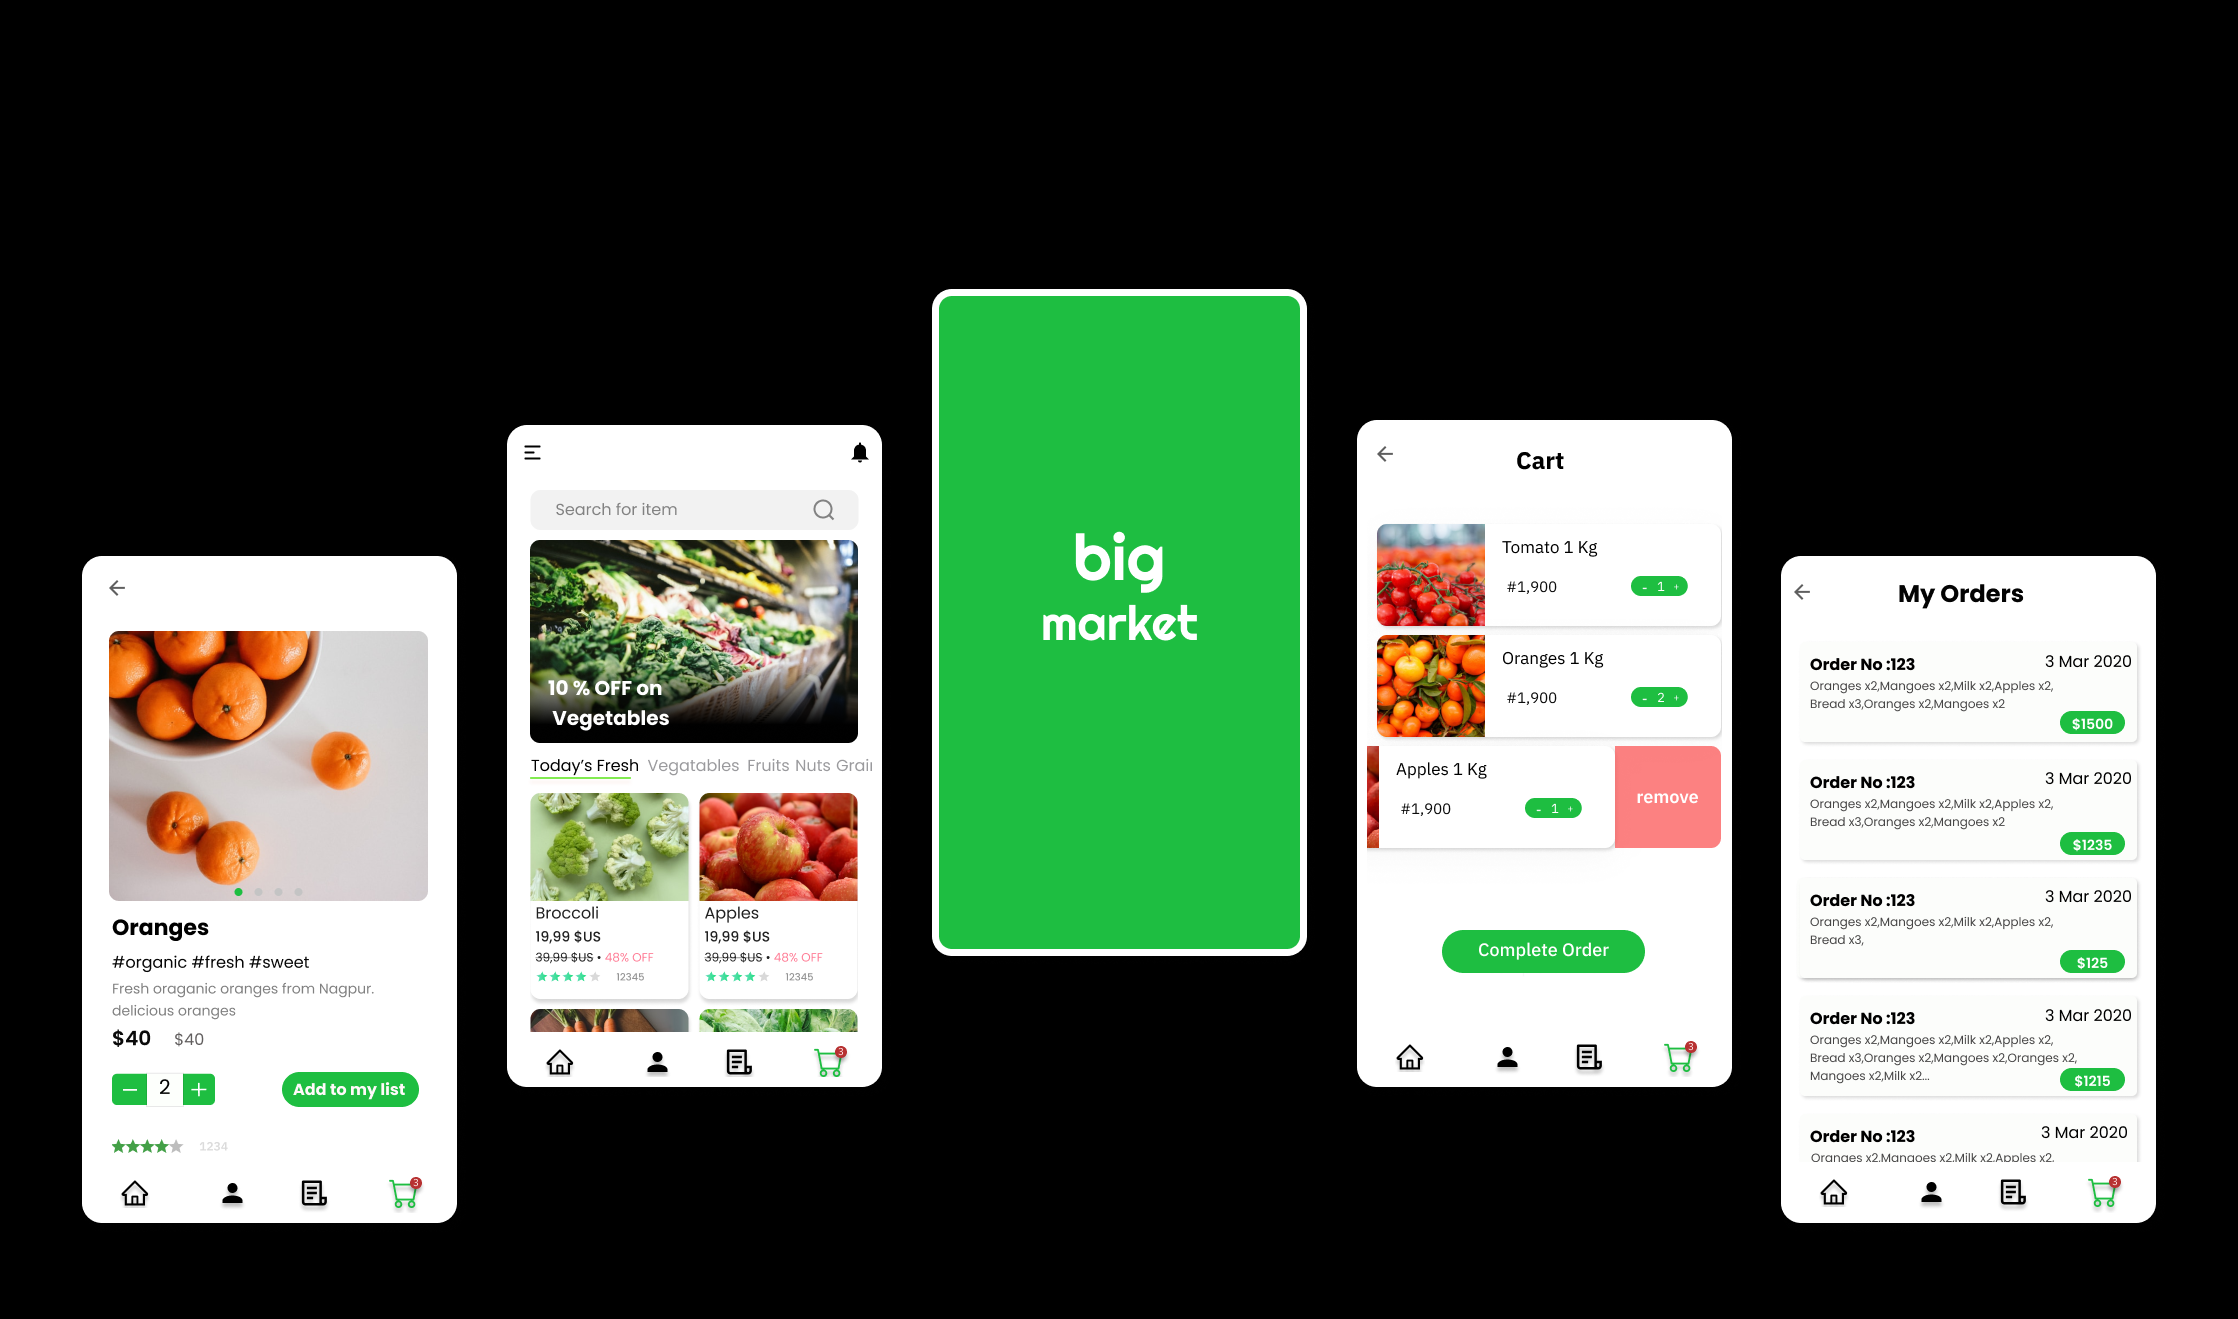 Oranges
#organic #fresh #sweet
Fresh oraganic oranges from Nagpur.
delicious oranges
$40 $40
2
Add to my list
1234
3
Search for item
10 % OFF on
Vegetables
Today's Fresh Vegatables Fruits Nuts Grai
Broccoli
19,99 $US
39,99 $US • 48% OFF
12345
Apples
19,99 $US
39,99 $US • 48% OFF
12345
3
big
market
Cart
Tomato 1 Kg
#1,900 - 1 +
Oranges 1 Kg
#1,900 - 2 +
Apples 1 Kg
#1,900 - 1 +
remove
Complete Order
3
My Orders
Order No :123 3 Mar 2020
Oranges x2,Mangoes x2,Milk x2,Apples x2,
Bread x3,Oranges x2,Mangoes x2
$1500
Order No :123 3 Mar 2020
Oranges x2,Mangoes x2,Milk x2,Apples x2,
Bread x3,Oranges x2,Mangoes x2
$1235
Order No :123 3 Mar 2020
Oranges x2,Mangoes x2,Milk x2,Apples x2,
Bread x3,
$125
Order No :123 3 Mar 2020
Oranges x2,Mangoes x2,Milk x2,Apples x2,
Bread x3,Oranges x2,Mangoes x2,Oranges x2,
Mangoes x2,Milk x2...
$1215
Order No :123 3 Mar 2020
Oranges x2,Mangoes x2,Milk x2,Apples x2,
3